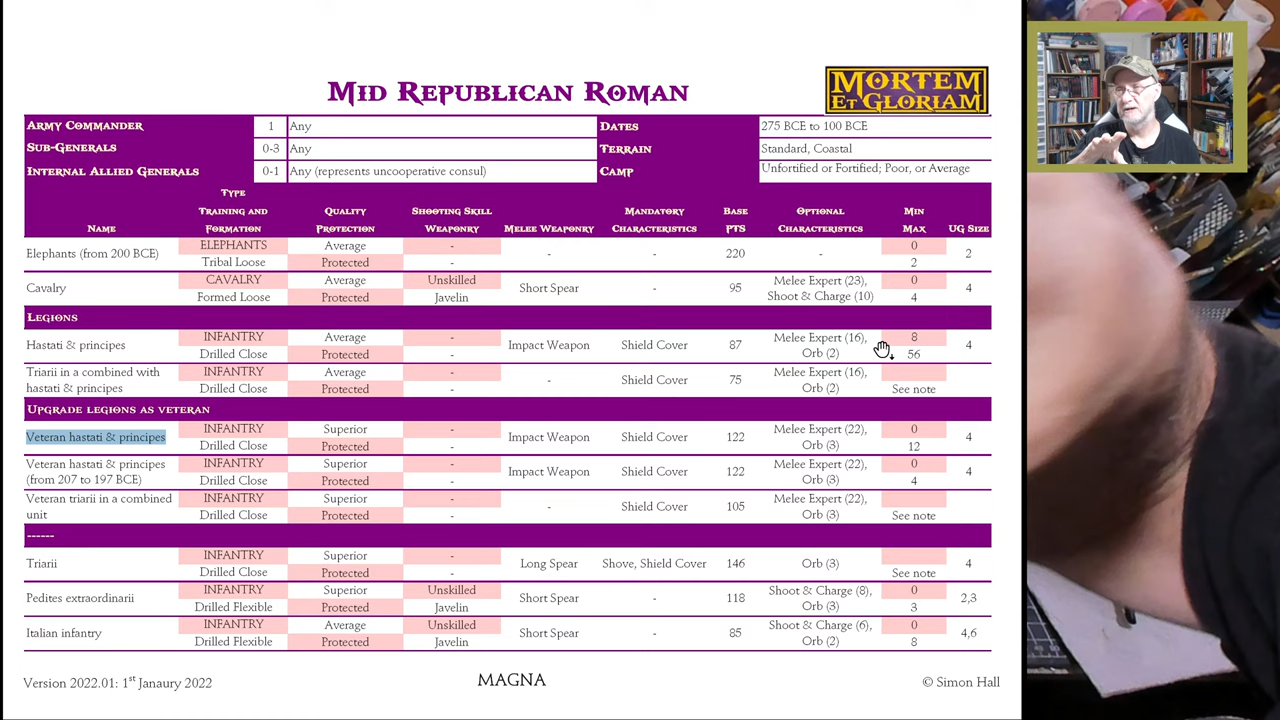 MID REPUBLICAN ROMAN
MORTEM
ET GLORIAM
ARMY COMMANDER 1 Any DATES 275 BCE to 100 BCE
SUB-GENERALS 0-3 Any TERRAIN Standard, Coastal
INTERNAL ALLIED GENERALS 0-1 Any (represents uncooperative consul) CAMP Unfortified or Fortified; Poor, or Average
TYPE
TRAINING AND QUALITY SHOOTING SKILL MANDATORY BASE OPTIONAL MIN
NAME FORMATION PROTECTION WEAPONRY MELEE WEAPONRY CHARACTERISTICS PTS CHARACTERISTICS MAX UG SIZE
ELEPHANTS Average - 0
Elephants (from 200 BCE) - - 220 - 2
Tribal Loose Protected - 2
CAVALRY Average Unskilled Melee Expert (23), 0
Cavalry Short Spear - 95 4
Formed Loose Protected Javelin Shoot & Charge (10) 4
LEGIONS
INFANTRY Average - Melee Expert (16), 8
Hastati & principes Impact Weapon Shield Cover 87 4
Drilled Close Protected - Orb (2) 56
Triarii in a combined with INFANTRY Average - Melee Expert (16),
- Shield Cover 75
hastati & principes Drilled Close Protected - Orb (2) See note
UPGRADE LEGIONS AS VETERAN
INFANTRY Superior - Melee Expert (22), 0
Veteran hastati & principes Impact Weapon Shield Cover 122 4
Drilled Close Protected - Orb (3) 12
Veteran hastati & principes INFANTRY Superior - Melee Expert (22), 0
Impact Weapon Shield Cover 122 4
(from 207 to 197 BCE) Drilled Close Protected - Orb (3) 4
Veteran triarii in a combined INFANTRY Superior - Melee Expert (22),
- Shield Cover 105
unit Drilled Close Protected - Orb (3) See note
------
INFANTRY Superior -
Triarii Long Spear Shove, Shield Cover 146 Orb (3) 4
Drilled Close Protected - See note
INFANTRY Superior Unskilled Shoot & Charge (8), 0
Pedites extraordinarii Short Spear - 118 2,3
Drilled Flexible Protected Javelin Orb (3) 3
INFANTRY Average Unskilled Shoot & Charge (6), 0
Italian infantry Short Spear - 85 4,6
Drilled Flexible Protected Javelin Orb (2) 8
Version 2022.01: 1st Janaury 2022 MAGNA © Simon Hall